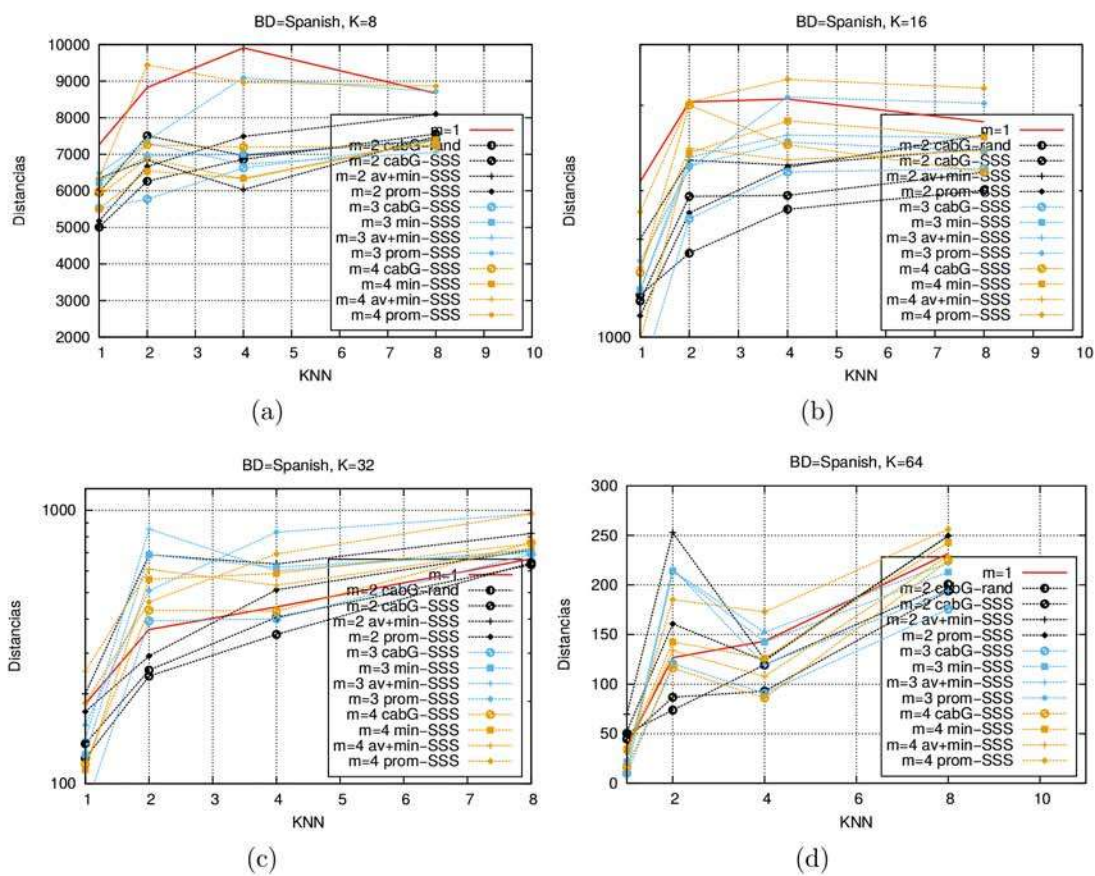 BD=Spanish, K=8
10000
9000
8000
7000
6000
5000
4000
3000
2000
Distancias
m=1
m=2 cabG-rand
m=2 cabG-SSS
m=2 av+min-SSS
m=2 prom-SSS
m=3 cabG-SSS
m=3 min-SSS
m=3 av+min-SSS
m=3 prom-SSS
m=4 cabG-SSS
m=4 min-SSS
m=4 av+min-SSS
m=4 prom-SSS
1 2 3 4 5 6 7 8 9 10
KNN
(a)
BD=Spanish, K=16
1000
Distancias
m=1
m=2 cabG-rand
m=2 cabG-SSS
m=2 av+min-SSS
m=2 prom-SSS
m=3 cabG-SSS
m=3 min-SSS
m=3 av+min-SSS
m=3 prom-SSS
m=4 cabG-SSS
m=4 min-SSS
m=4 av+min-SSS
m=4 prom-SSS
1 2 3 4 5 6 7 8 9 10
KNN
(b)
BD=Spanish, K=32
1000
100
Distancias
m=1
m=2 cabG-rand
m=2 cabG-SSS
m=2 av+min-SSS
m=2 prom-SSS
m=3 cabG-SSS
m=3 min-SSS
m=3 av+min-SSS
m=3 prom-SSS
m=4 cabG-SSS
m=4 min-SSS
m=4 av+min-SSS
m=4 prom-SSS
1 2 3 4 5 6 7 8
KNN
(c)
BD=Spanish, K=64
300
250
200
150
100
50
0
Distancias
m=1
m=2 cabG-rand
m=2 cabG-SSS
m=2 av+min-SSS
m=2 prom-SSS
m=3 cabG-SSS
m=3 min-SSS
m=3 av+min-SSS
m=3 prom-SSS
m=4 cabG-SSS
m=4 min-SSS
m=4 av+min-SSS
m=4 prom-SSS
2 4 6 8 10
KNN
(d)